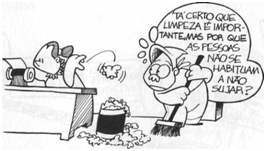 TÁ CERTO QUE
LIMPEZA É IMPOR-
TANTE, MAS POR QUE
AS PESSOAS
NÃO SE
HABITUAM
A NÃO
SUJAR?